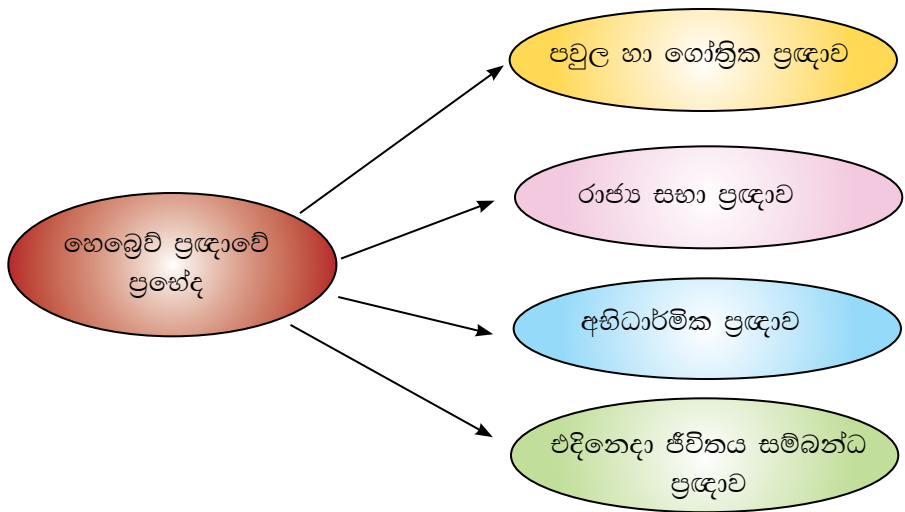 පවුල හා ගෝත්‍රික ප්‍රඥාව
රාජ්‍ය සභා ප්‍රඥාව
හෙබ්‍රෙව් ප්‍රඥාවේ
ප්‍රභේද
අභිධාර්මික ප්‍රඥාව
එදිනෙදා ජීවිතය සම්බන්ධ
ප්‍රඥාව